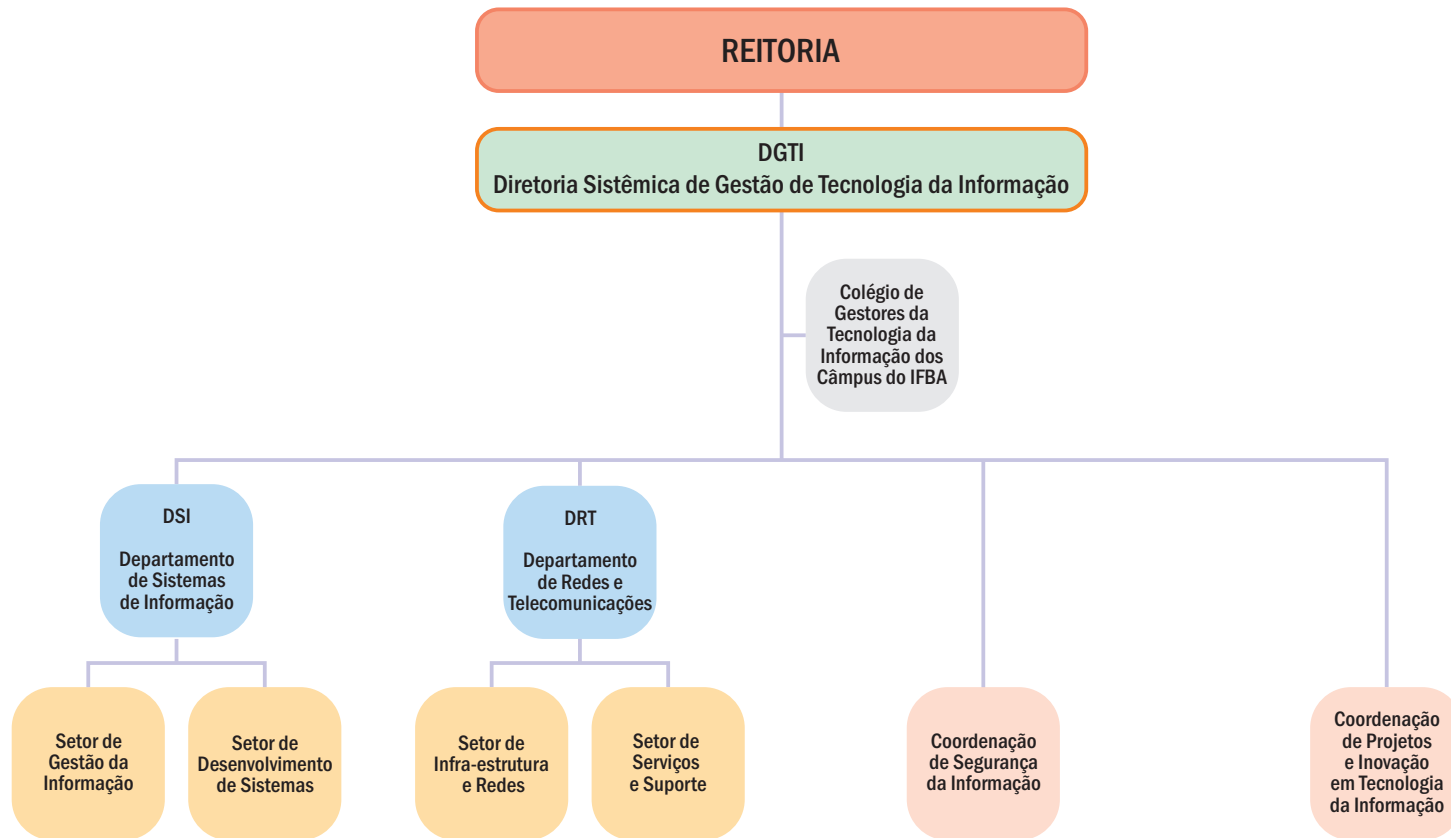 REITORIA
DGTI
Diretoria Sistêmica de Gestão de Tecnologia da Informação
Colégio de
Gestores da
Tecnologia da
Informação dos
Câmpus do IFBA
DSI
Departamento
de Sistemas
de Informação
DRT
Departamento
de Redes e
Telecomunicações
Setor de
Gestão da
Informação
Setor de
Desenvolvimento
de Sistemas
Setor de
Infra-estrutura
e Redes
Setor de
Serviços
e Suporte
Coordenação
de Segurança
da Informação
Coordenação
de Projetos
e Inovação
em Tecnologia
da Informação